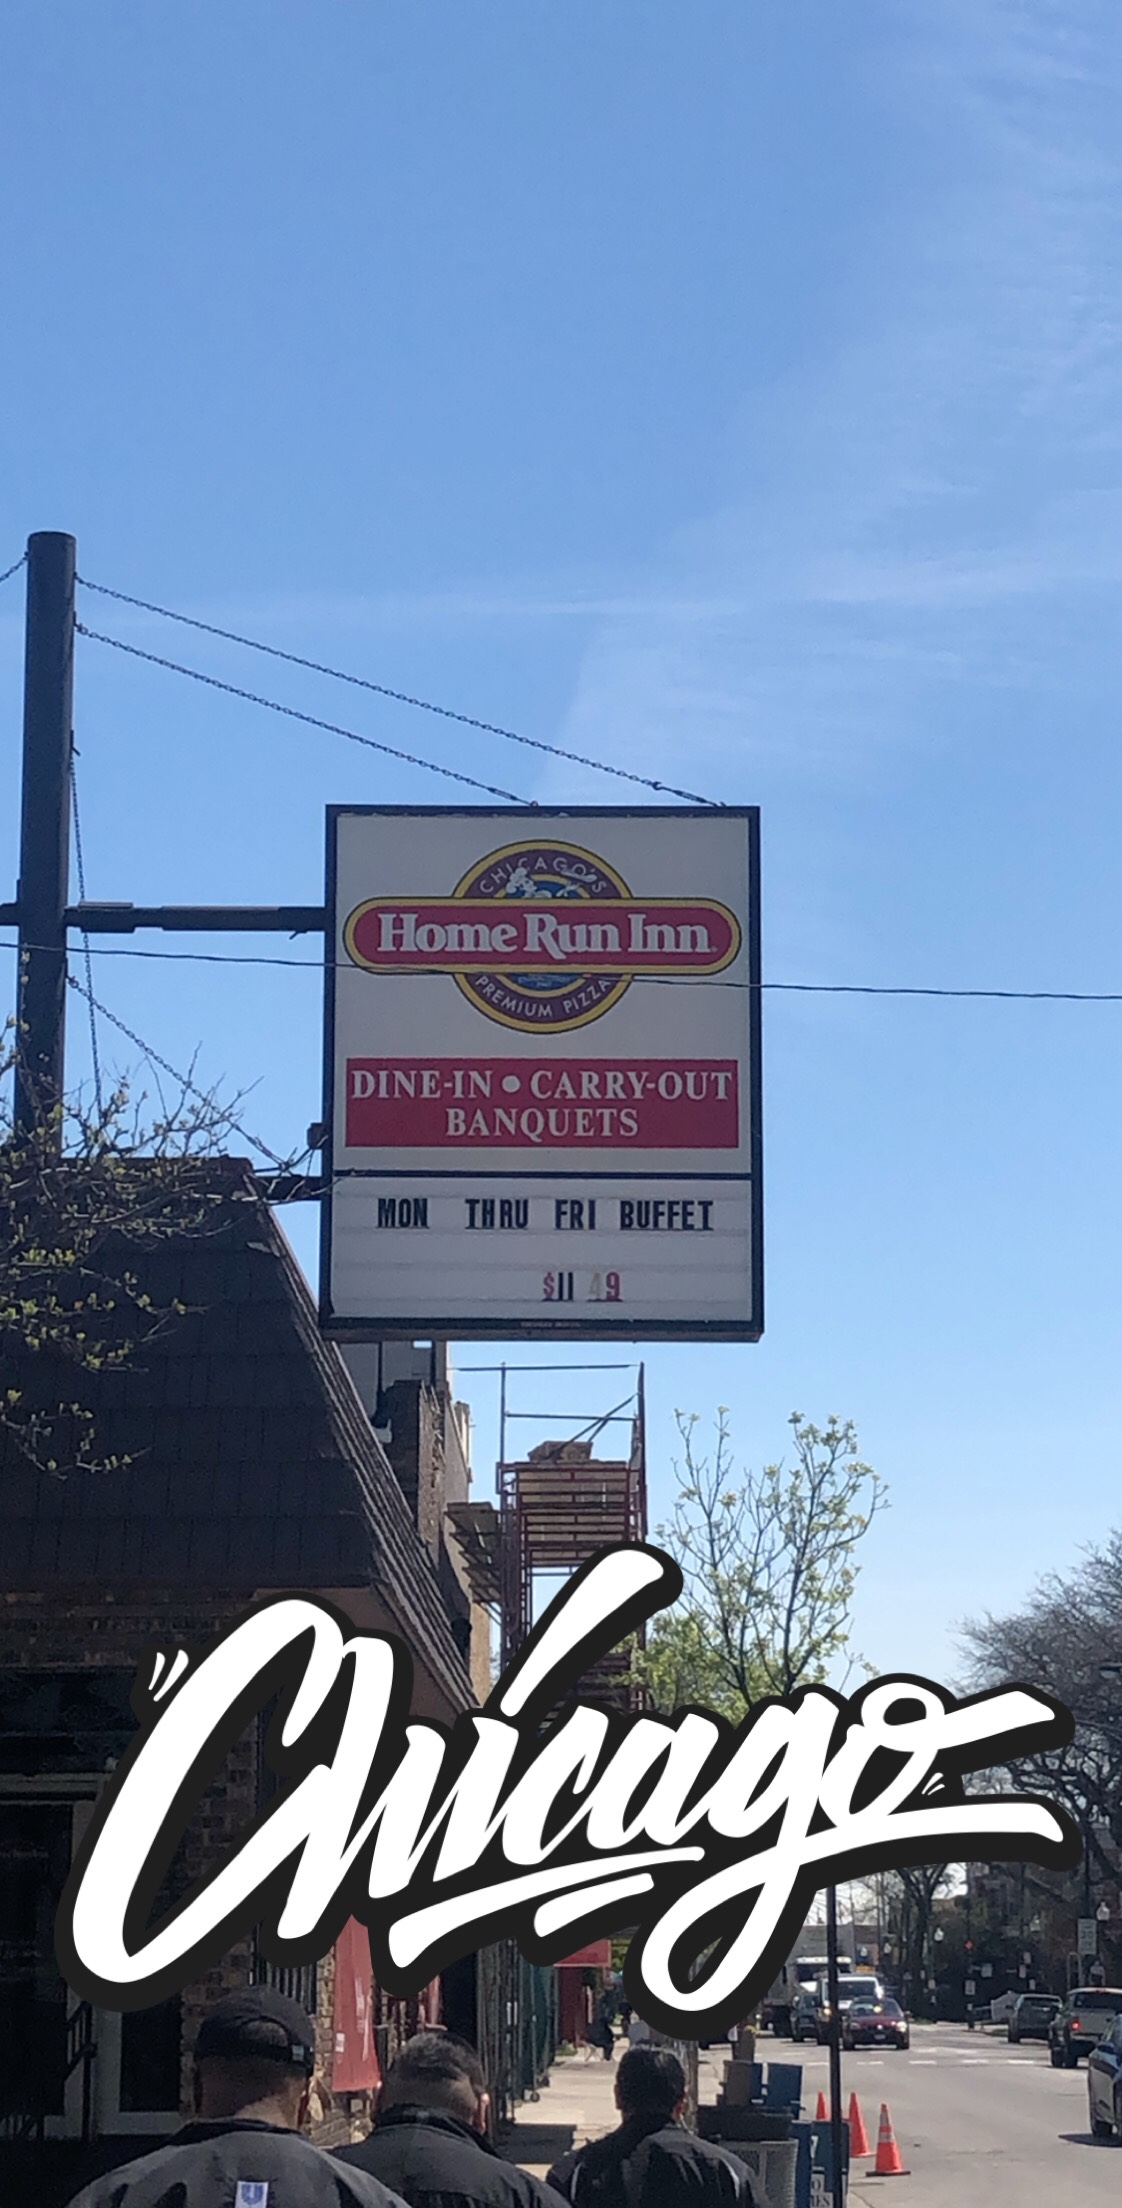 CHICAGO'S
Home Run Inn
PREMIUM PIZZA
DINE-IN • CARRY-OUT
BANQUETS
MON THRU FRI BUFFET
$11 49
Chicago